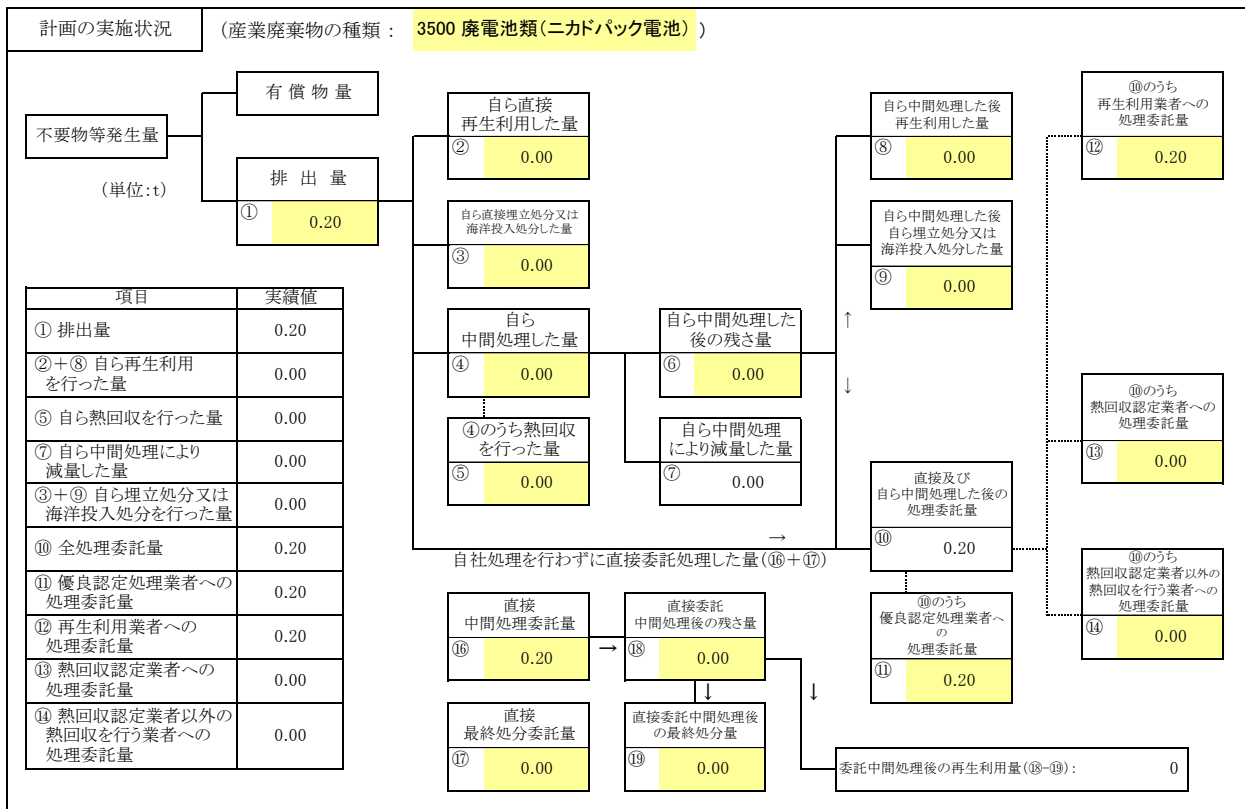 計画の実施状況
(産業廃棄物の種類： 3500 廃電池類(ニカドパック電池) )
有 償 物 量
不要物等発生量
(単位:t)
排 出 量
① 0.20
自ら直接
再生利用した量
② 0.00
自ら直接埋立処分又は
海洋投入処分した量
③ 0.00
自ら
中間処理した量
④ 0.00
④のうち熱回収
を行った量
⑤ 0.00
自ら中間処理した
後の残さ量
⑥ 0.00
自ら中間処理
により減量した量
⑦ 0.00
自ら中間処理した後
再生利用した量
⑧ 0.00
自ら中間処理した後
自ら埋立処分又は
海洋投入処分した量
⑨ 0.00
↑
↓
直接及び
自ら中間処理した後の
処理委託量
⑩ 0.20
⑩のうち
優良認定処理業者へ
の
処理委託量
⑪ 0.20
⑩のうち
再生利用業者への
処理委託量
⑫ 0.20
⑩のうち
熱回収認定業者への
処理委託量
⑬ 0.00
⑩のうち
熱回収認定業者以外の
熱回収を行う業者への
処理委託量
⑭ 0.00
→
自社処理を行わずに直接委託処理した量(⑯＋⑰)
直接
中間処理委託量
⑯ 0.20
→
直接委託
中間処理後の残さ量
⑱ 0.00
↓
↓
直接
最終処分委託量
⑰ 0.00
直接委託中間処理後
の最終処分量
⑲ 0.00
委託中間処理後の再生利用量(⑱-⑲)： 0
項目 実績値
① 排出量 0.20
②＋⑧ 自ら再生利用
を行った量 0.00
⑤ 自ら熱回収を行った量 0.00
⑦ 自ら中間処理により
減量した量 0.00
③＋⑨ 自ら埋立処分又は
海洋投入処分を行った量 0.00
⑩ 全処理委託量 0.20
⑪ 優良認定処理業者への
処理委託量 0.20
⑫ 再生利用業者への
処理委託量 0.20
⑬ 熱回収認定業者への
処理委託量 0.00
⑭ 熱回収認定業者以外の
熱回収を行う業者への
処理委託量 0.00